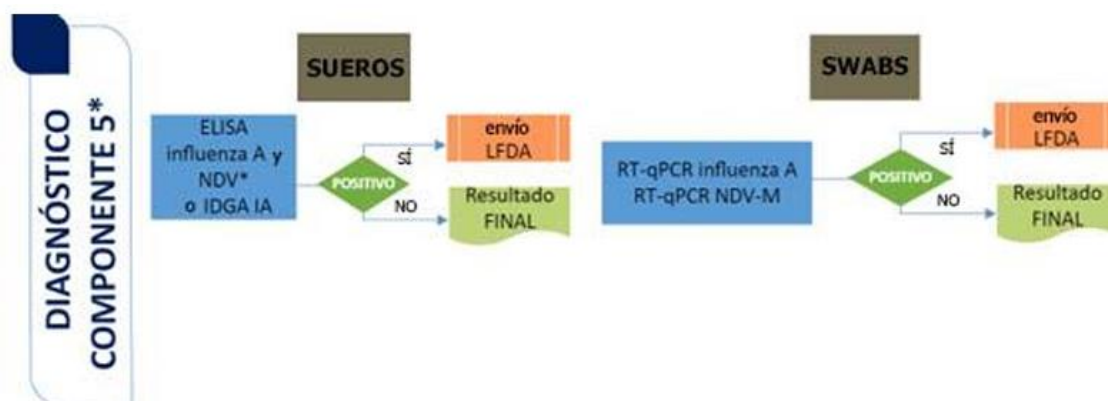 DIAGNÓSTICO
COMPONENTE 5*
SUEROS
ELISA
influenza A y
NDV*
o IDGA IA
POSITIVO
SÍ
NO
envío
LFDA
Resultado
FINAL
SWABS
RT-qPCR influenza A
RT-qPCR NDV-M
POSITIVO
SÍ
NO
envío
LFDA
Resultado
FINAL